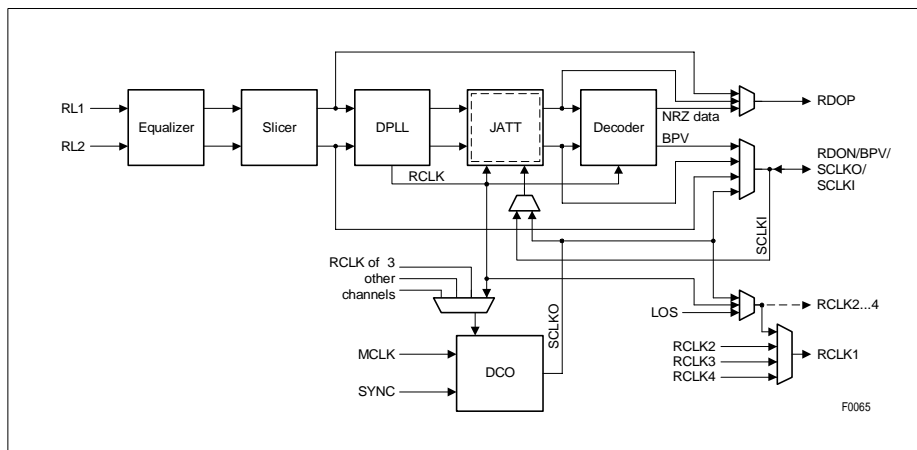 RL1
RL2
Equalizer
Slicer
DPLL
JATT
Decoder
NRZ data
BPV
RCLK
RDOP
RDON/BPV/
SCLKO/
SCLKI
SCLKI
RCLK of 3
other
channels
SCLKO
LOS
RCLK2...4
MCLK
SYNC
DCO
RCLK2
RCLK3
RCLK4
RCLK1
F0065